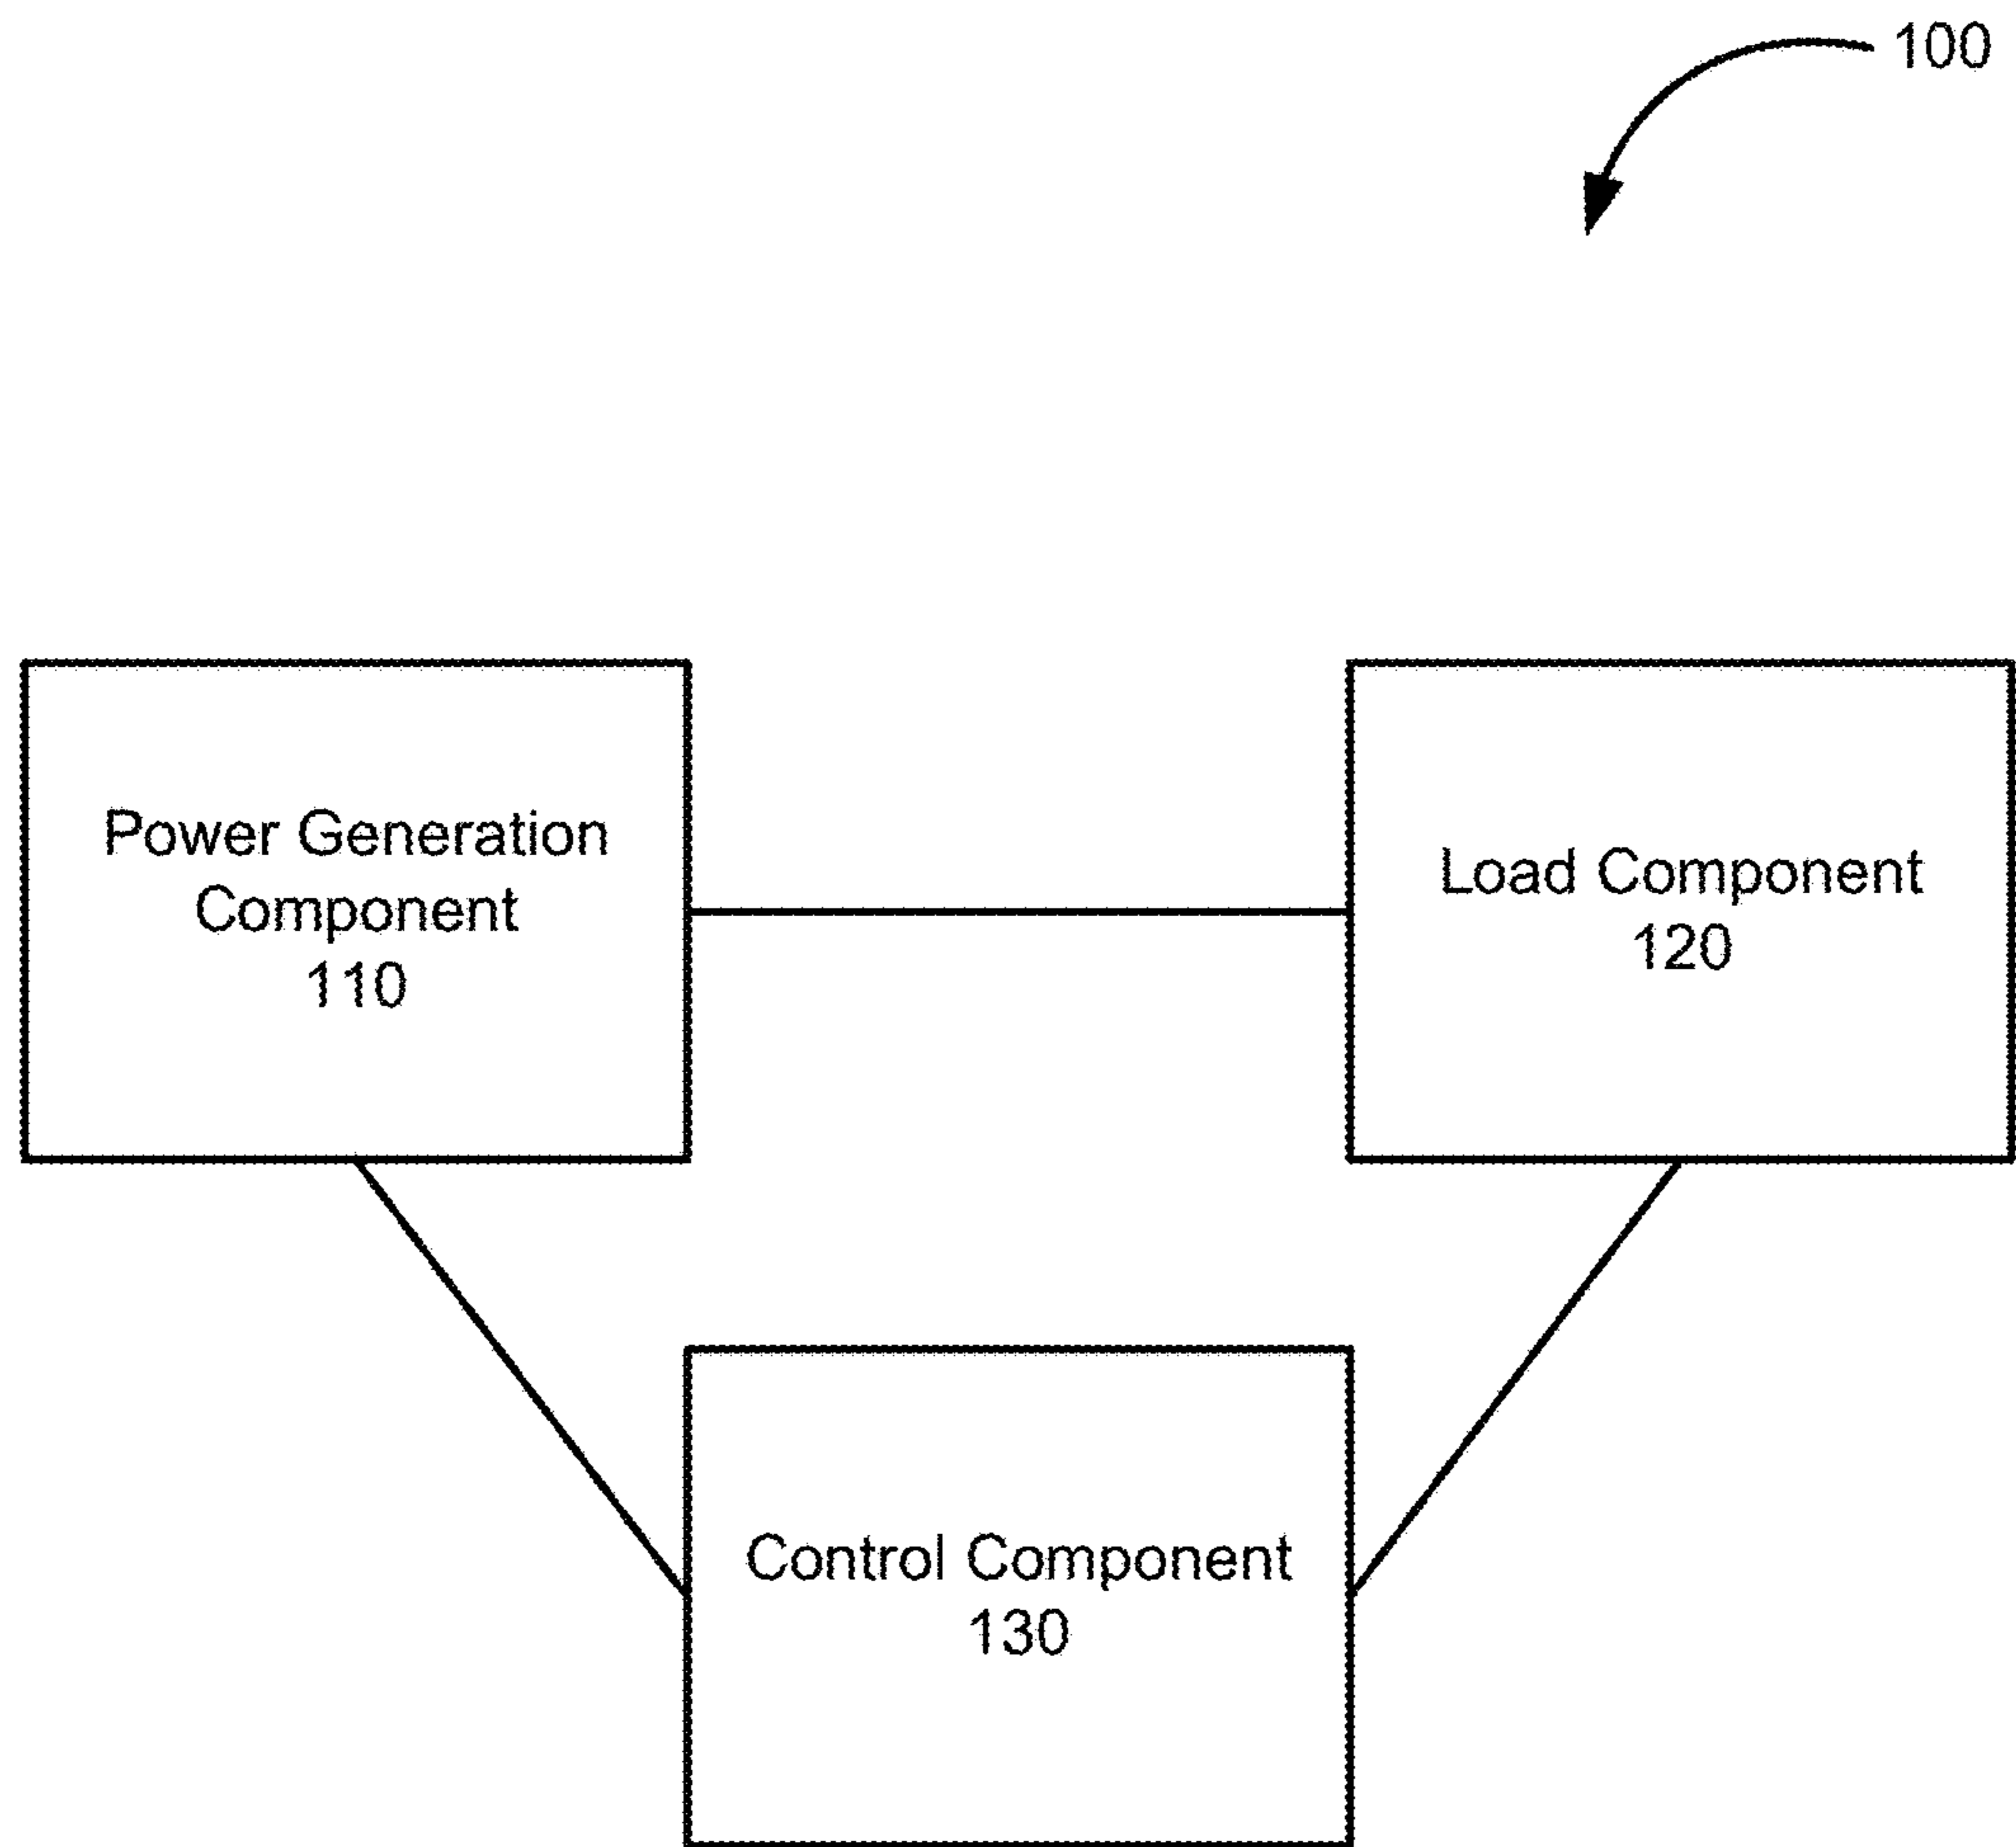 100
Power Generation
Component
110
Load Component
120
Control Component
130